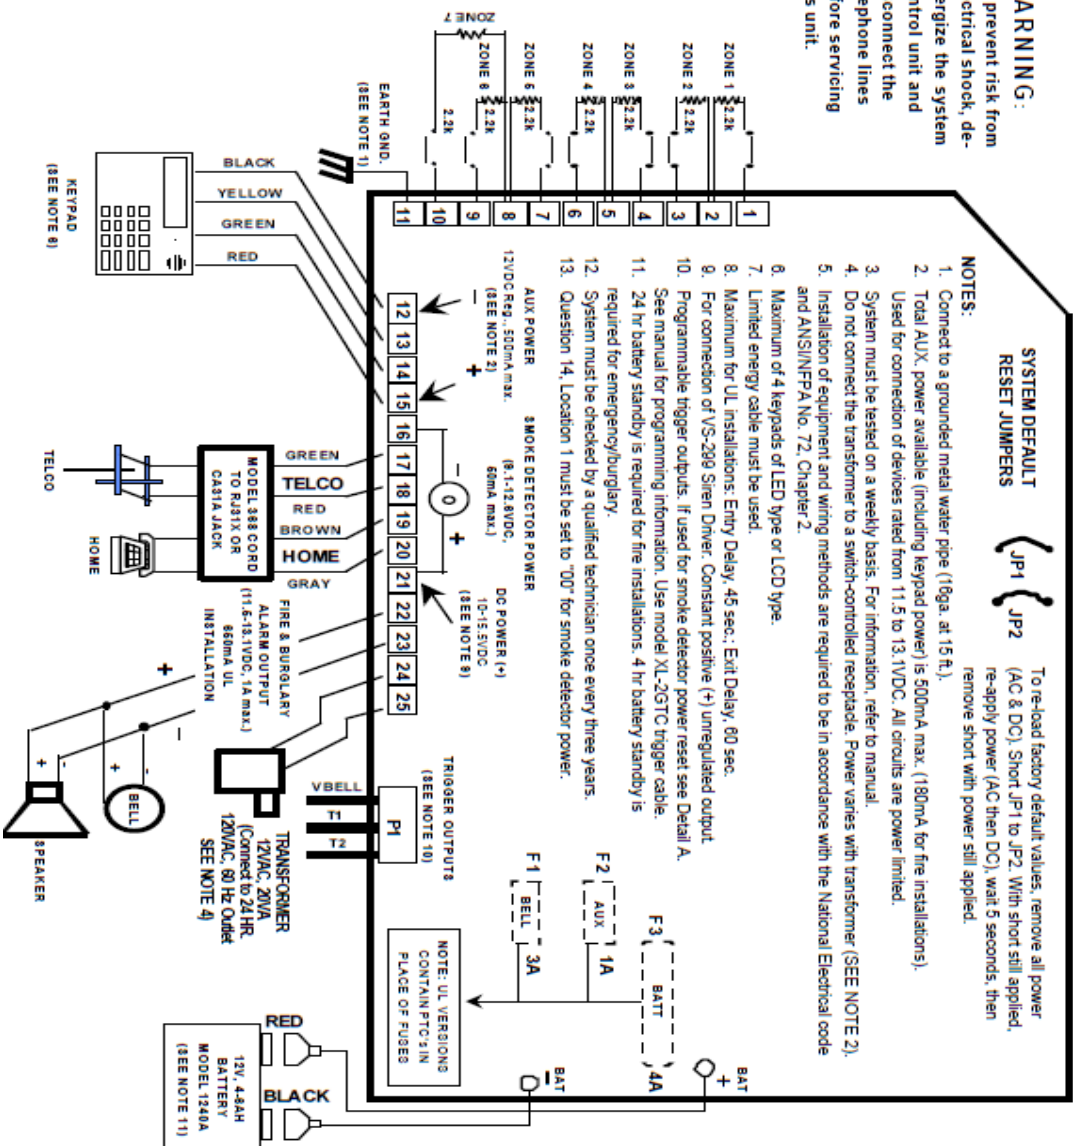 ARNING:
prevent risk from
ctrical shock, de-
ergize the system
ntrol unit and
connect the
ephone lines
fore servicing
s unit.
SYSTEM DEFAULT
RESET JUMPERS
JP1
JP2
To re-load factory default values, remove all power
(AC & DC). Short JP1 to JP2. With short still applied,
re-apply power (AC then DC), wait 5 seconds, then
remove short with power still applied.
NOTES:
1. Connect to a grounded metal water pipe (16ga. at 15 ft.).
2. Total AUX. power available (including keypad power) is 500mA max. (180mA for fire installations).
Used for connection of devices rated from 11.5 to 13.1VDC. All circuits are power limited.
3. System must be tested on a weekly basis. For information, refer to manual.
4. Do not connect the transformer to a switch-controlled receptacle. Power varies with transformer (SEE NOTE 2).
5. Installation of equipment and wiring methods are required to be in accordance with the National Electrical code
and ANSI/NFPA No. 72, Chapter 2.
6. Maximum of 4 keypads of LED type or LCD type.
7. Limited energy cable must be used.
8. Maximum for UL installations: Entry Delay, 45 sec.; Exit Delay, 60 sec.
9. For connection of VS-299 Siren Driver. Constant positive (+) unregulated output.
10. Programmable trigger outputs. If used for smoke detector power reset see Detail A.
See manual for programming information. Use model XL-2GTC trigger cable.
11. 24 hr battery standby is required for fire installations. 4 hr battery standby is
required for emergency/burglary.
12. System must be checked by a qualified technician once every three years.
13. Question 14, Location 1 must be set to "00" for smoke detector power.
ZONE 1
2.2k
ZONE 2
2.2k
ZONE 3
2.2k
ZONE 4
2.2k
ZONE 5
2.2k
ZONE 6
2.2k
ZONE 7
2.2k
EARTH GND.
(SEE NOTE 1)
1
2
3
4
5
6
7
8
9
10
11
AUX POWER
12VDC Reg., 500mA max.
(SEE NOTE 2)
− +
SMOKE DETECTOR POWER
(9.1-12.8VDC,
60mA max.)
− +
DC POWER (+)
10-15.5VDC
(SEE NOTE 9)
12 13 14 15 16 17 18 19 20 21 22 23 24 25
BLACK
YELLOW
GREEN
RED
KEYPAD
(SEE NOTE 6)
GREEN
TELCO
RED
BROWN
HOME
GRAY
MODEL 368 CORD
TO RJ31X OR
CA31A JACK
TELCO
HOME
FIRE & BURGLARY
ALARM OUTPUT
(11.6-13.1VDC, 1A max.)
660mA UL
INSTALLATION
+ −
+ -
BELL
+ -
SPEAKER
TRANSFORMER
12VAC, 20VA
(Connect to 24 HR.
120VAC, 60 Hz Outlet
SEE NOTE 4)
TRIGGER OUTPUTS
(SEE NOTE 10)
P1
VBELL
T1
T2
F1
BELL
3A
F2
AUX
1A
F3
BATT
4A
NOTE: UL VERSIONS
CONTAIN PTC's IN
PLACE OF FUSES
BAT
+
BAT
−
RED
BLACK
12V, 4-8AH
BATTERY
MODEL 1240A
(SEE NOTE 11)